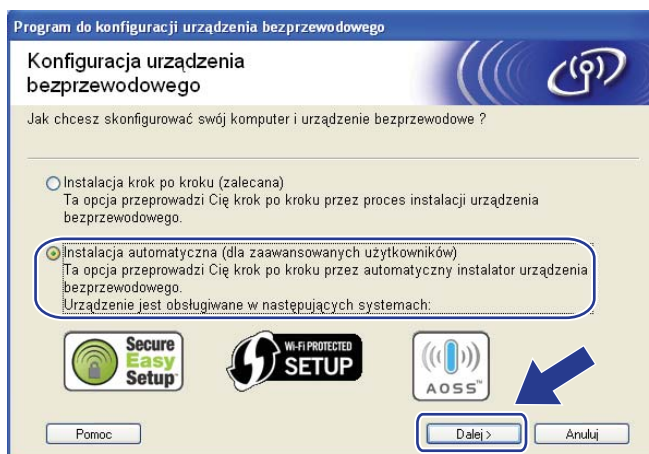 Program do konfiguracji urządzenia bezprzewodowego
Konfiguracja urządzenia
bezprzewodowego
Jak chcesz skonfigurować swój komputer i urządzenie bezprzewodowe ?
Instalacja krok po kroku (zalecana)
Ta opcja przeprowadzi Cię krok po kroku przez proces instalacji urządzenia
bezprzewodowego.
Instalacja automatyczna (dla zaawansowanych użytkowników)
Ta opcja przeprowadzi Cię krok po kroku przez automatyczny instalator urządzenia
bezprzewodowego.
Urządzenie jest obsługiwane w następujących systemach:
Secure
Easy
Setup
Wi-Fi PROTECTED
SETUP
AOSS™
Pomoc
Dalej >
Anuluj